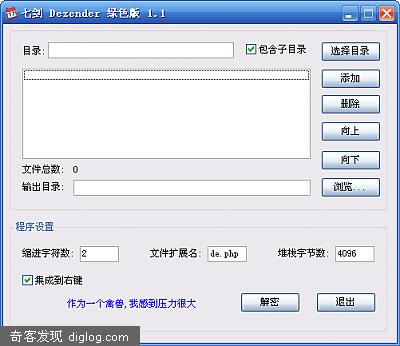 七剑 Dezender 绿色版 1.1
目录:
包含子目录
选择目录
添加
删除
向上
向下
文件总数: 0
输出目录:
浏览...
程序设置
缩进字符数: 2
文件扩展名: de.php
堆栈字节数: 4096
集成到右键
作为一个禽兽,我感到压力很大
解密
退出
奇客发现 diglog.com